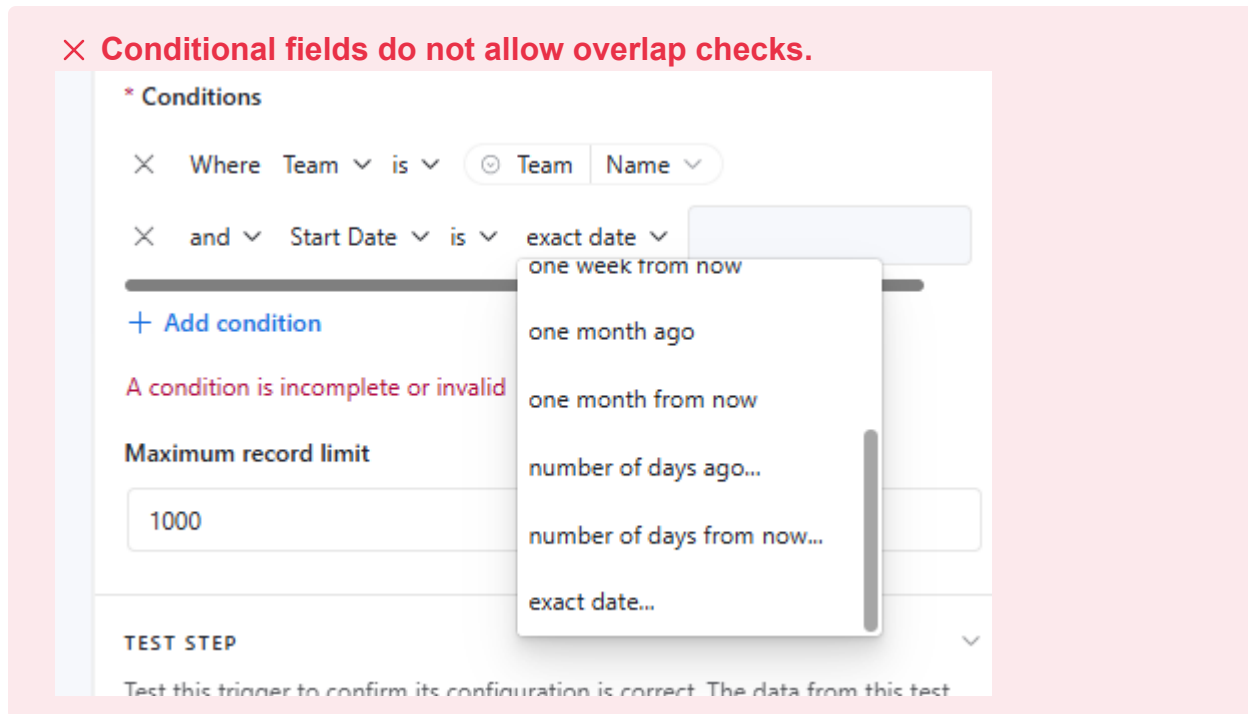 Conditional fields do not allow overlap checks.
* Conditions
Where Team is Team Name
and Start Date is exact date
one week from now
+ Add condition
one month ago
A condition is incomplete or invalid
one month from now
Maximum record limit
number of days ago...
1000
number of days from now...
exact date...
TEST STEP
Test this trigger to confirm its configuration is correct. The data from this test